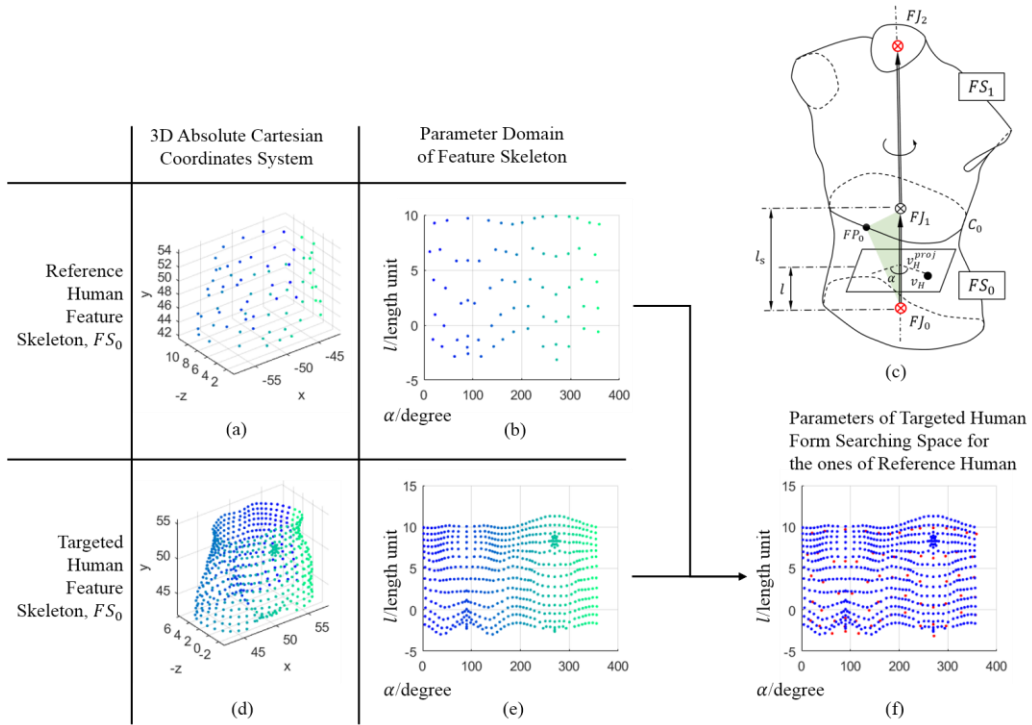 3D Absolute Cartesian
Coordinates System
Parameter Domain
of Feature Skeleton
Reference
Human
Feature
Skeleton, FS₀
54
52
50
48
46
44
42
y
10
8
6
4
2
-z
-55
-50
-45
x
(a)
10
5
0
-5
l/length unit
0
100
200
300
400
α/degree
(b)
FJ₂
FS₁
FJ₁
FP₀
C₀
lₛ
l
v_H^proj
α
v_H
FS₀
FJ₀
(c)
Targeted
Human
Feature
Skeleton, FS₀
55
50
45
y
6
4
2
0
-2
-z
45
50
55
x
(d)
15
10
5
0
-5
l/length unit
0
100
200
300
400
α/degree
(e)
Parameters of Targeted Human
Form Searching Space for
the ones of Reference Human
15
10
5
0
-5
l/length unit
0
100
200
300
400
α/degree
(f)